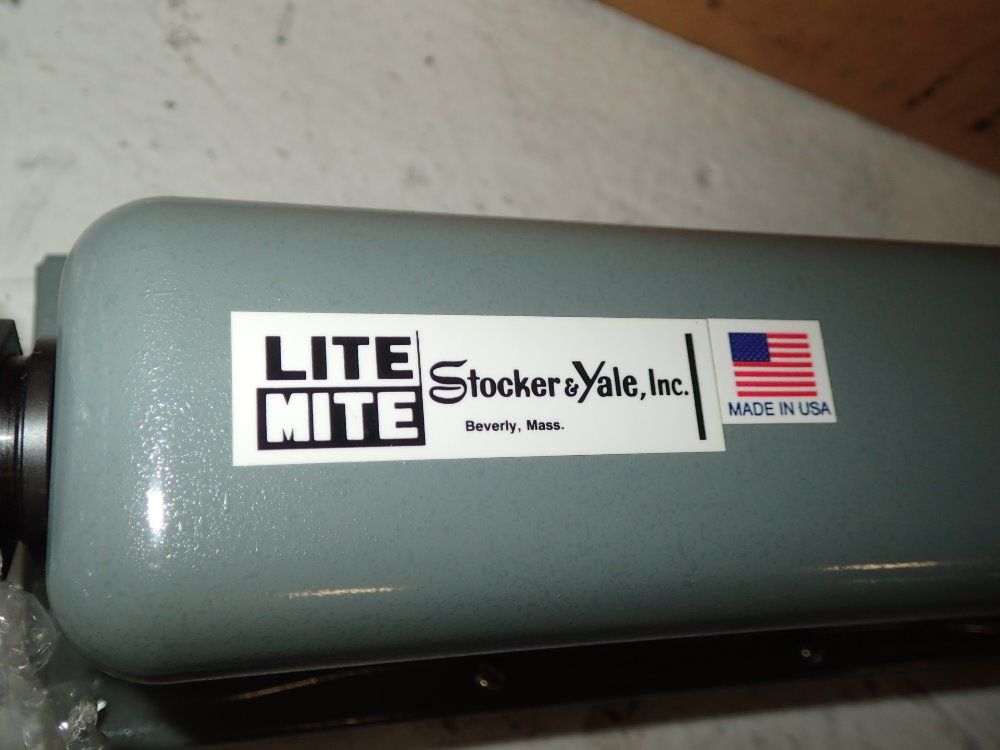 LITE
MITE
Stocker & Yale, Inc.
Beverly, Mass.
MADE IN USA